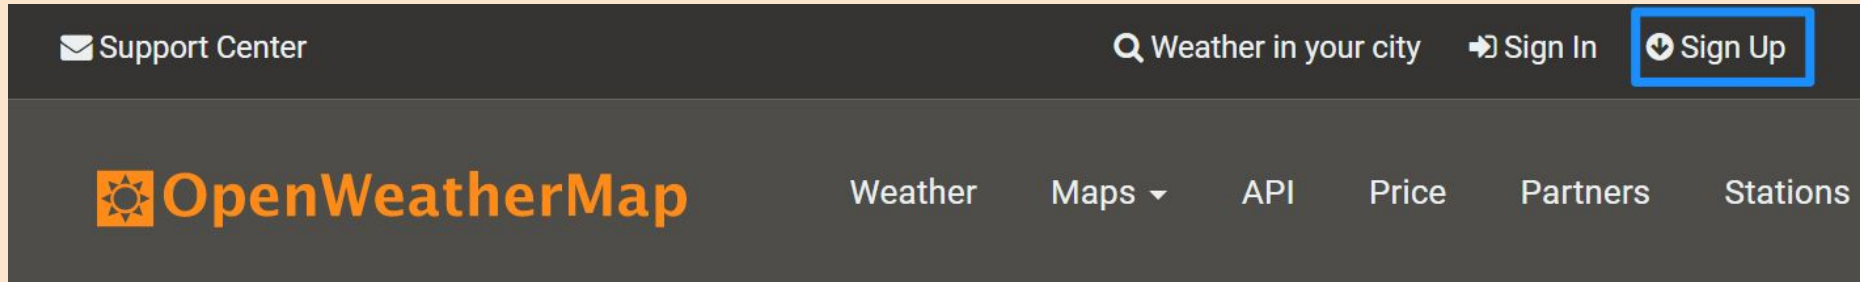 Support Center Weather in your city Sign In Sign Up
OpenWeatherMap Weather Maps API Price Partners Stations